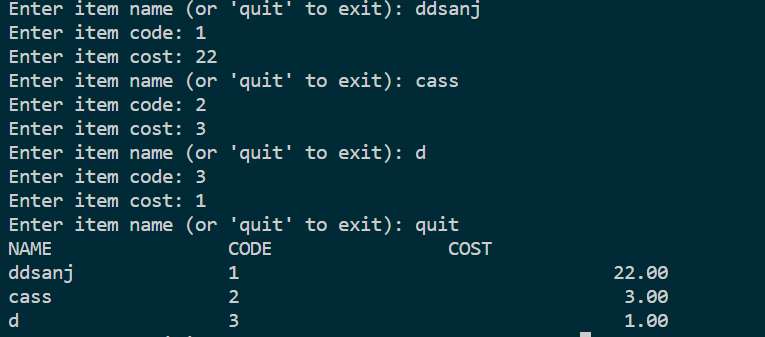 Enter item name (or 'quit' to exit): ddsanj
Enter item code: 1
Enter item cost: 22
Enter item name (or 'quit' to exit): cass
Enter item code: 2
Enter item cost: 3
Enter item name (or 'quit' to exit): d
Enter item code: 3
Enter item cost: 1
Enter item name (or 'quit' to exit): quit
NAME                CODE                COST
ddsanj              1                                  22.00
cass                2                                   3.00
d                   3                                   1.00